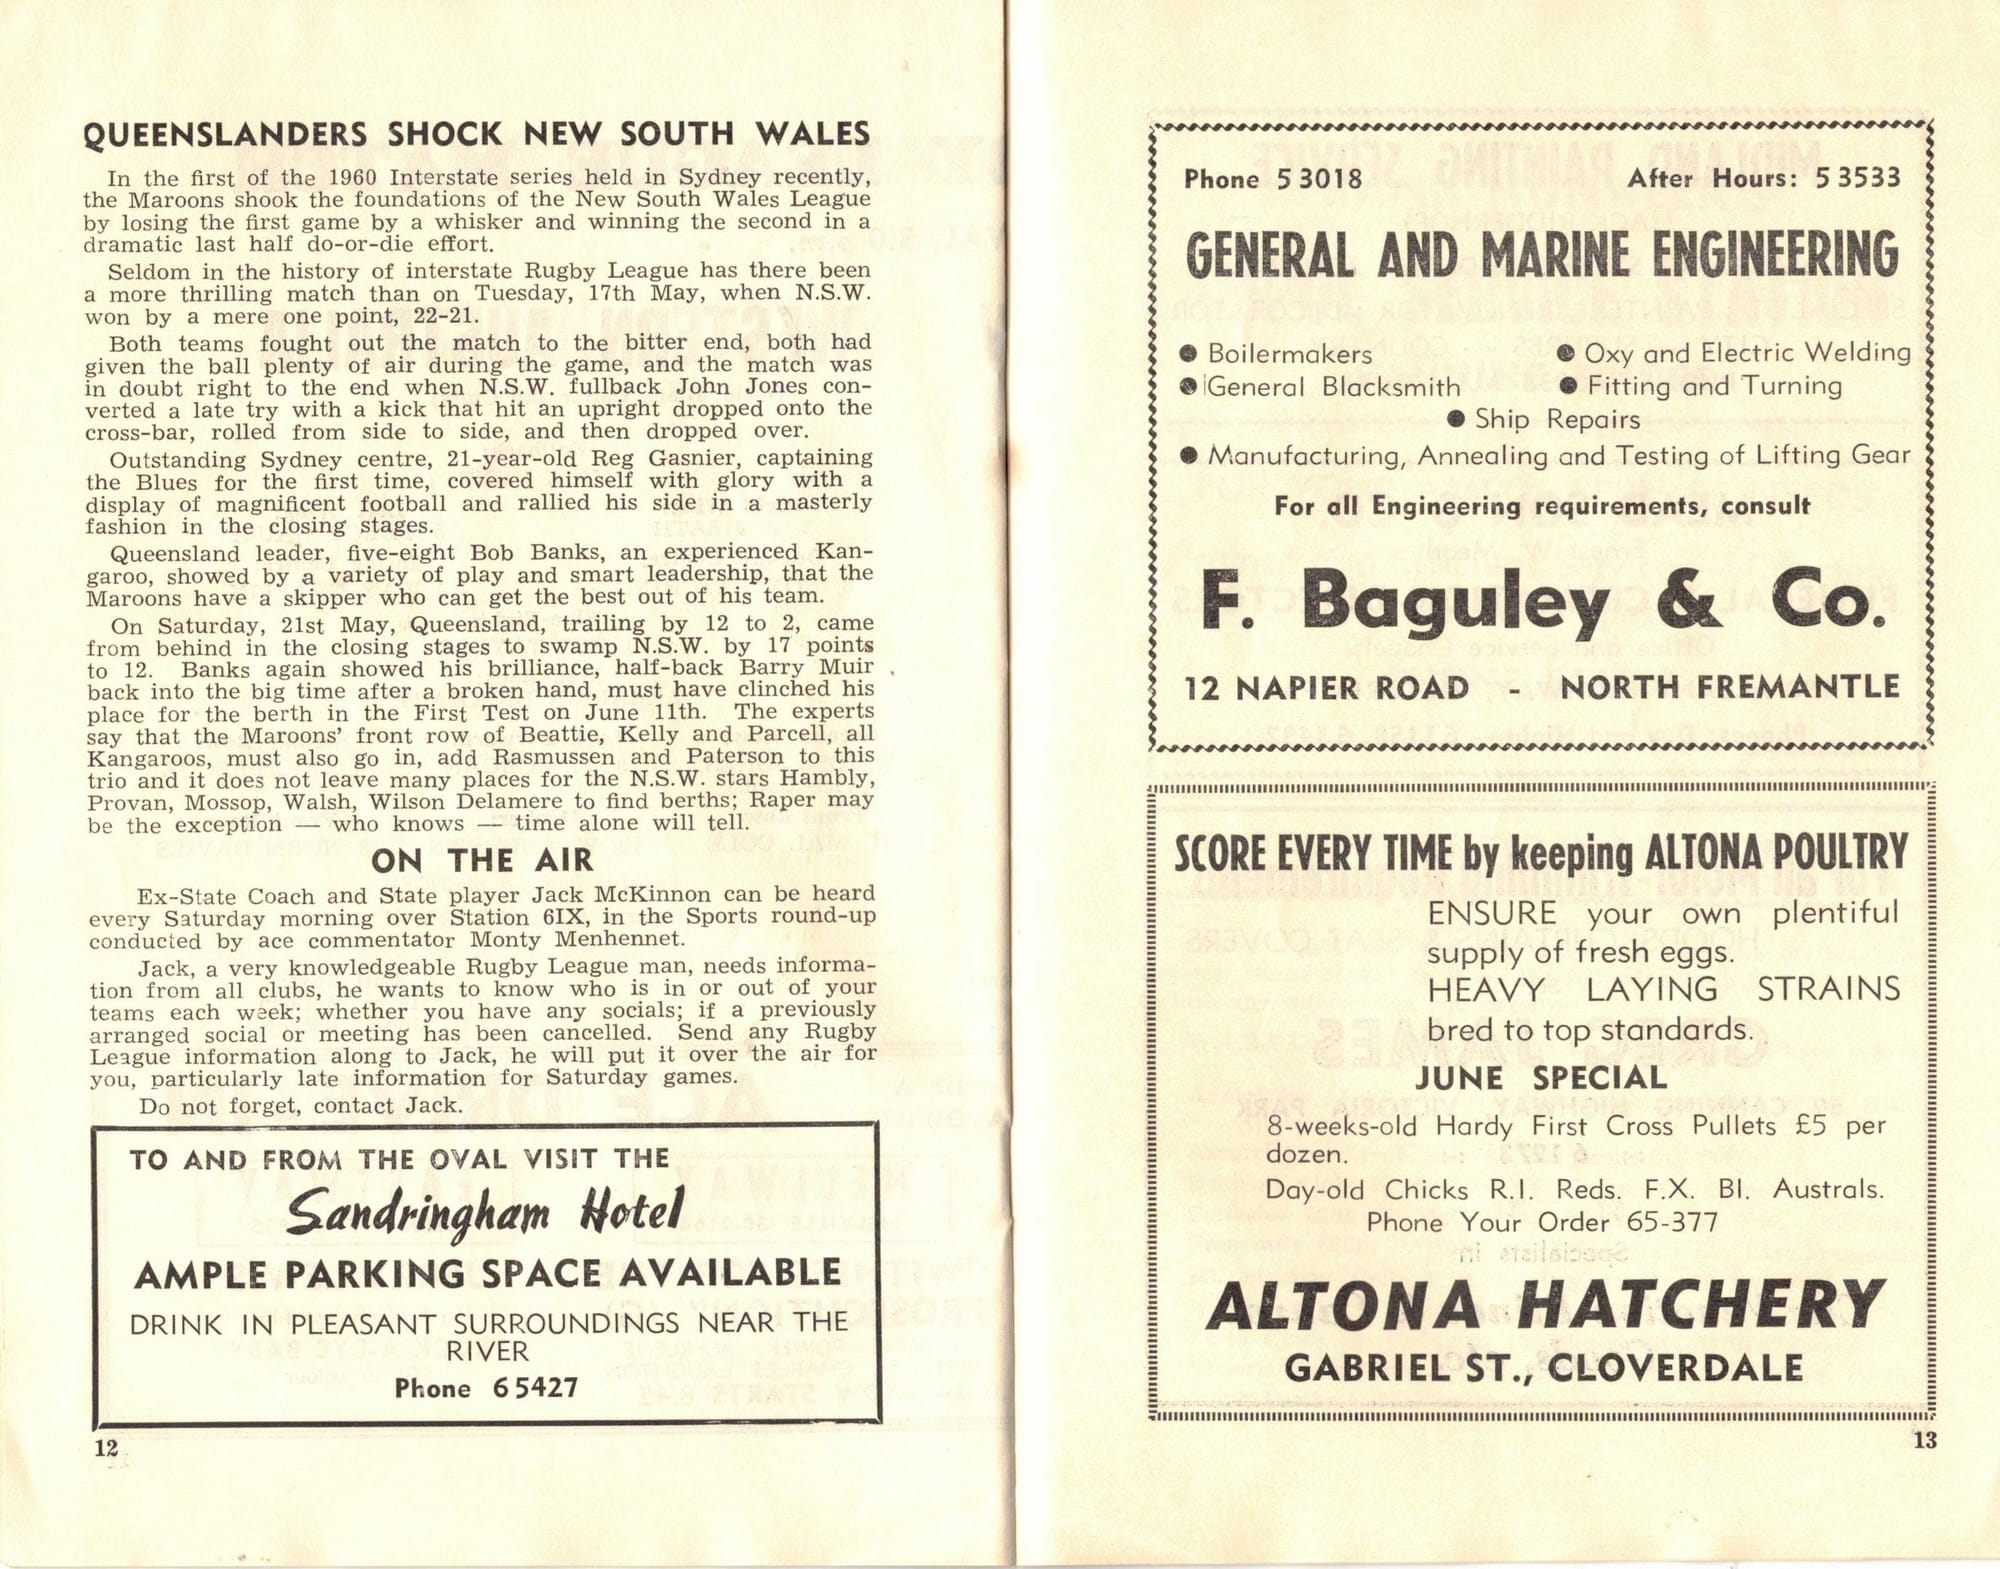 QUEENSLANDERS SHOCK NEW SOUTH WALES
In the first of the 1960 Interstate series held in Sydney recently,
the Maroons shook the foundations of the New South Wales League
by losing the first game by a whisker and winning the second in a
dramatic last half do-or-die effort.
Seldom in the history of interstate Rugby League has there been
a more thrilling match than on Tuesday, 17th May, when N.S.W.
won by a mere one point, 22-21.
Both teams fought out the match to the bitter end, both had
given the ball plenty of air during the game, and the match was
in doubt right to the end when N.S.W. fullback John Jones con-
verted a late try with a kick that hit an upright dropped onto the
cross-bar, rolled from side to side, and then dropped over.
Outstanding Sydney centre, 21-year-old Reg Gasnier, captaining
the Blues for the first time, covered himself with glory with a
display of magnificent football and rallied his side in a masterly
fashion in the closing stages.
Queensland leader, five-eight Bob Banks, an experienced Kan-
garoo, showed by a variety of play and smart leadership, that the
Maroons have a skipper who can get the best out of his team.
On Saturday, 21st May, Queensland, trailing by 12 to 2, came
from behind in the closing stages to swamp N.S.W. by 17 points
to 12. Banks again showed his brilliance, half-back Barry Muir
back into the big time after a broken hand, must have clinched his
place for the berth in the First Test on June 11th. The experts
say that the Maroons' front row of Beattie, Kelly and Parcell, all
Kangaroos, must also go in, add Rasmussen and Paterson to this
trio and it does not leave many places for the N.S.W. stars Hambly,
Provan, Mossop, Walsh, Wilson Delamere to find berths; Raper may
be the exception — who knows — time alone will tell.
ON THE AIR
Ex-State Coach and State player Jack McKinnon can be heard
every Saturday morning over Station 6IX, in the Sports round-up
conducted by ace commentator Monty Menhennet.
Jack, a very knowledgeable Rugby League man, needs informa-
tion from all clubs, he wants to know who is in or out of your
teams each week; whether you have any socials; if a previously
arranged social or meeting has been cancelled. Send any Rugby
League information along to Jack, he will put it over the air for
you, particularly late information for Saturday games.
Do not forget, contact Jack.
TO AND FROM THE OVAL VISIT THE
Sandringham Hotel
AMPLE PARKING SPACE AVAILABLE
DRINK IN PLEASANT SURROUNDINGS NEAR THE
RIVER
Phone 6 5427
12
Phone 5 3018 After Hours: 5 3533
GENERAL AND MARINE ENGINEERING
● Boilermakers ● Oxy and Electric Welding
● General Blacksmith ● Fitting and Turning
● Ship Repairs
● Manufacturing, Annealing and Testing of Lifting Gear
For all Engineering requirements, consult
F. Baguley & Co.
12 NAPIER ROAD - NORTH FREMANTLE
SCORE EVERY TIME by keeping ALTONA POULTRY
ENSURE your own plentiful
supply of fresh eggs.
HEAVY LAYING STRAINS
bred to top standards.
JUNE SPECIAL
8-weeks-old Hardy First Cross Pullets £5 per
dozen.
Day-old Chicks R.I. Reds. F.X. Bl. Australs.
Phone Your Order 65-377
ALTONA HATCHERY
GABRIEL ST., CLOVERDALE
13